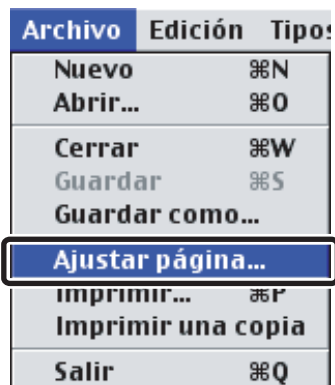 Archivo Edición Tipos
Nuevo ⌘N
Abrir... ⌘O
Cerrar ⌘W
Guardar ⌘S
Guardar como...
Ajustar página...
Imprimir... ⌘P
Imprimir una copia
Salir ⌘Q